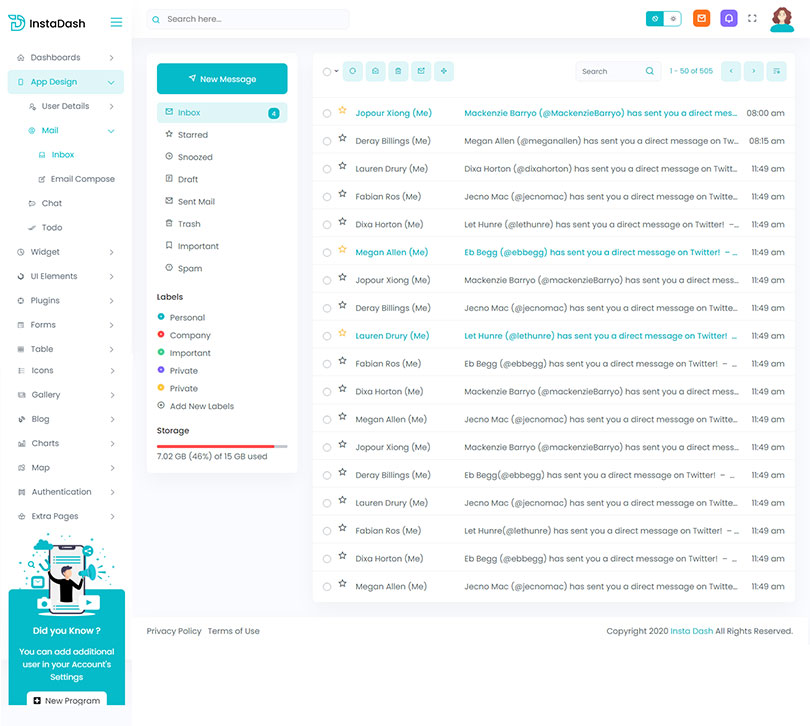 InstaDash
Search here...
Dashboards
App Design
User Details
Mail
Inbox
Email Compose
Chat
Todo
Widget
UI Elements
Plugins
Forms
Table
Icons
Gallery
Blog
Charts
Map
Authentication
Extra Pages
Did you Know ?
You can add additional
user in your Account's
Settings
New Program
New Message
Inbox 4
Starred
Snoozed
Draft
Sent Mail
Trash
Important
Spam
Labels
Personal
Company
Important
Private
Private
Add New Labels
Storage
7.02 GB (46%) of 15 GB used
Search 1 - 50 of 505
Jopour Xiong (Me) Mackenzie Barryo (@MackenzieBarryo) has sent you a direct mes... 08:00 am
Deray Billings (Me) Megan Allen (@meganallen) has sent you a direct message on Tw... 08:15 am
Lauren Drury (Me) Dixa Horton (@dixahorton) has sent you a direct message on Twitt... 11:49 am
Fabian Ros (Me) Jecno Mac (@jecnomac) has sent you a direct message on Twitte... 11:49 am
Dixa Horton (Me) Let Hunre (@lethunre) has sent you a direct message on Twitter! –... 11:49 am
Megan Allen (Me) Eb Begg (@ebbegg) has sent you a direct message on Twitter! – ... 11:49 am
Jopour Xiong (Me) Mackenzie Barryo (@mackenzieBarryo) has sent you a direct mess... 11:49 am
Deray Billings (Me) Jecno Mac (@jecnomac) has sent you a direct message on Twitte... 11:49 am
Lauren Drury (Me) Let Hunre (@lethunre) has sent you a direct message on Twitter! – ... 11:49 am
Fabian Ros (Me) Eb Begg (@ebbegg) has sent you a direct message on Twitter! – ... 11:49 am
Dixa Horton (Me) Mackenzie Barryo (@mackenzieBarryo) has sent you a direct mess... 11:49 am
Megan Allen (Me) Jecno Mac (@jecnomac) has sent you a direct message on Twitte... 11:49 am
Jopour Xiong (Me) Mackenzie Barryo (@mackenzieBarryo) has sent you a direct mess... 11:49 am
Deray Billings (Me) Eb Begg(@ebbegg) has sent you a direct message on Twitter! – ... 11:49 am
Lauren Drury (Me) Jecno Mac (@jecnomac) has sent you a direct message on Twitte... 11:49 am
Fabian Ros (Me) Let Hunre(@lethunre) has sent you a direct message on Twitter! – ... 11:49 am
Dixa Horton (Me) Eb Begg (@ebbegg) has sent you a direct message on Twitter! – ... 11:49 am
Megan Allen (Me) Jecno Mac (@jecnomac) has sent you a direct message on Twitte... 11:49 am
Privacy Policy Terms of Use
Copyright 2020 Insta Dash All Rights Reserved.